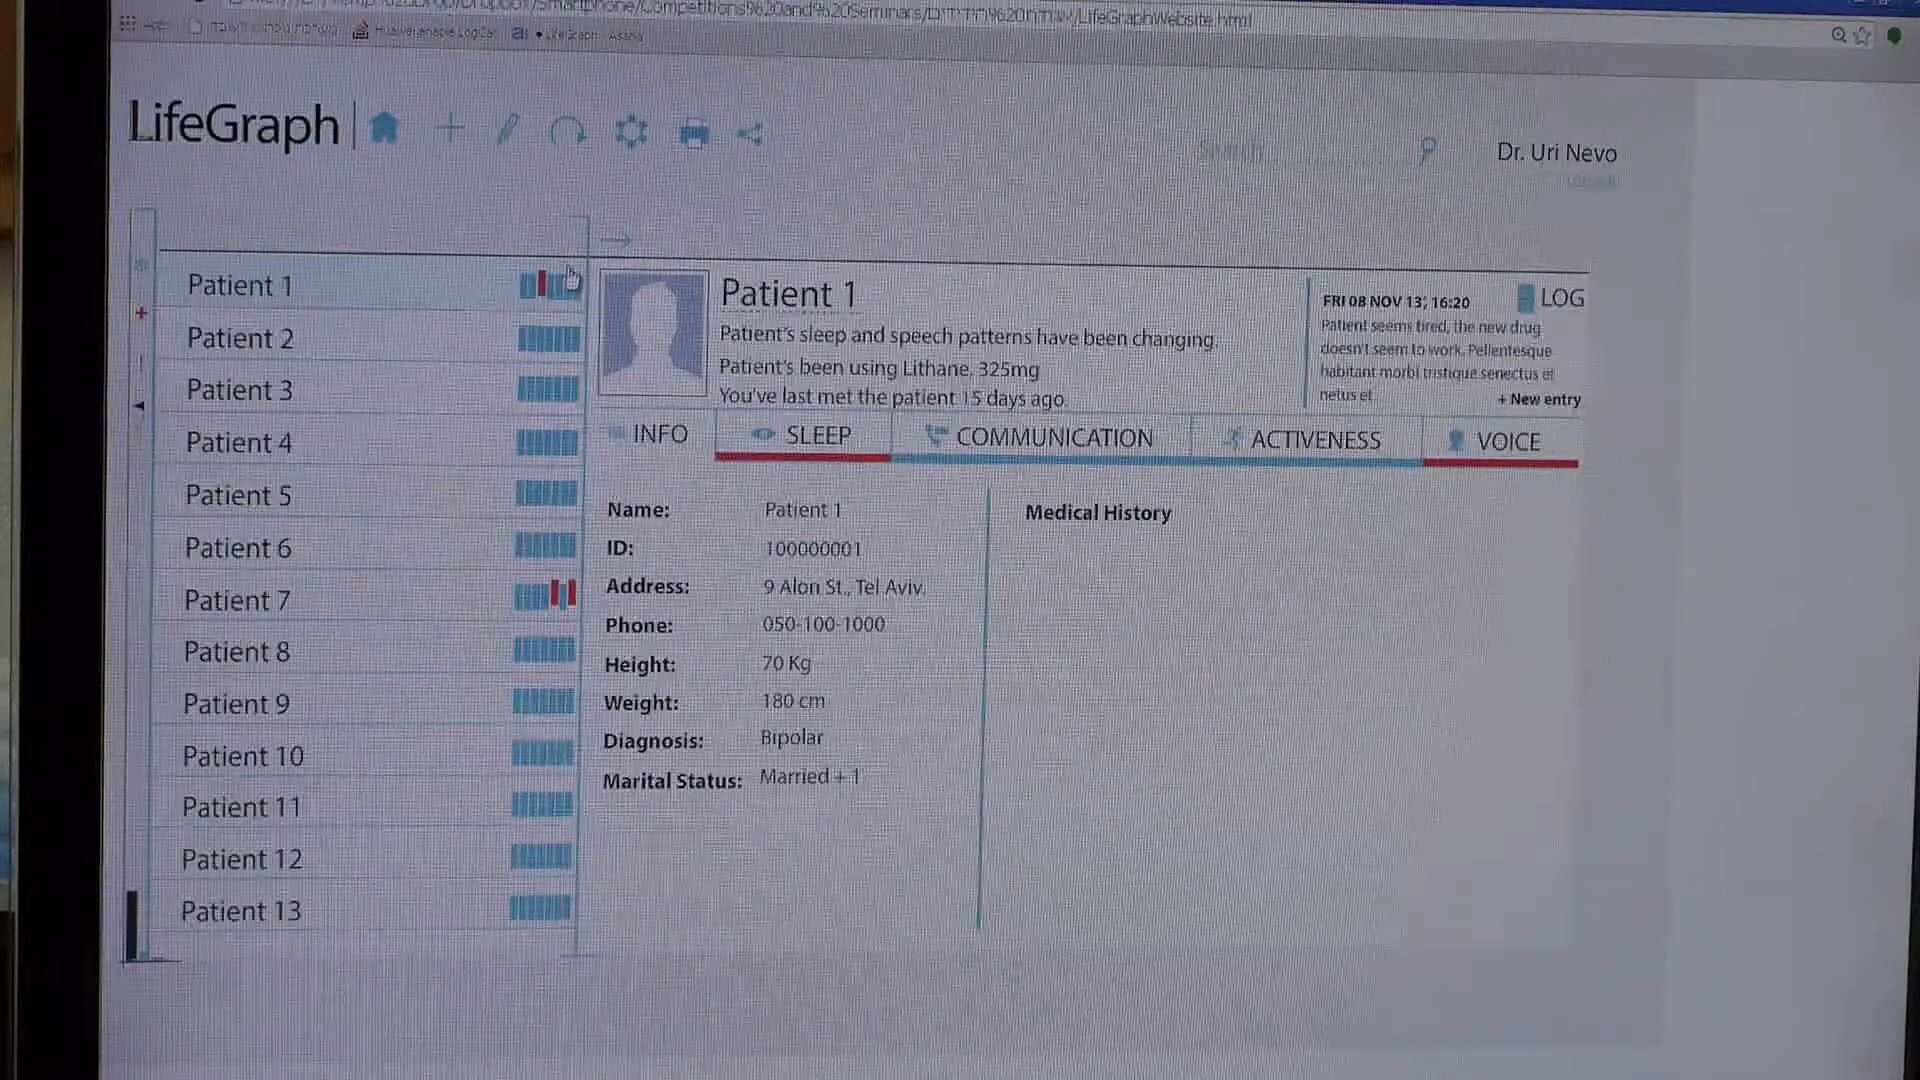 LifeGraph
Dr. Uri Nevo
Patient 1
Patient 2
Patient 3
Patient 4
Patient 5
Patient 6
Patient 7
Patient 8
Patient 9
Patient 10
Patient 11
Patient 12
Patient 13
Patient 1
Patient's sleep and speech patterns have been changing.
Patient's been using Lithane, 325mg
You've last met the patient 15 days ago.
FRI 08 NOV 13, 16:20
LOG
Patient seems tired, the new drug
doesn't seem to work. Pellentesque
habitant morbi tristique senectus et
netus et
+ New entry
INFO
SLEEP
COMMUNICATION
ACTIVENESS
VOICE
Name: Patient 1
ID: 100000001
Address: 9 Alon St., Tel Aviv.
Phone: 050-100-1000
Height: 70 Kg
Weight: 180 cm
Diagnosis: Bipolar
Marital Status: Married + 1
Medical History